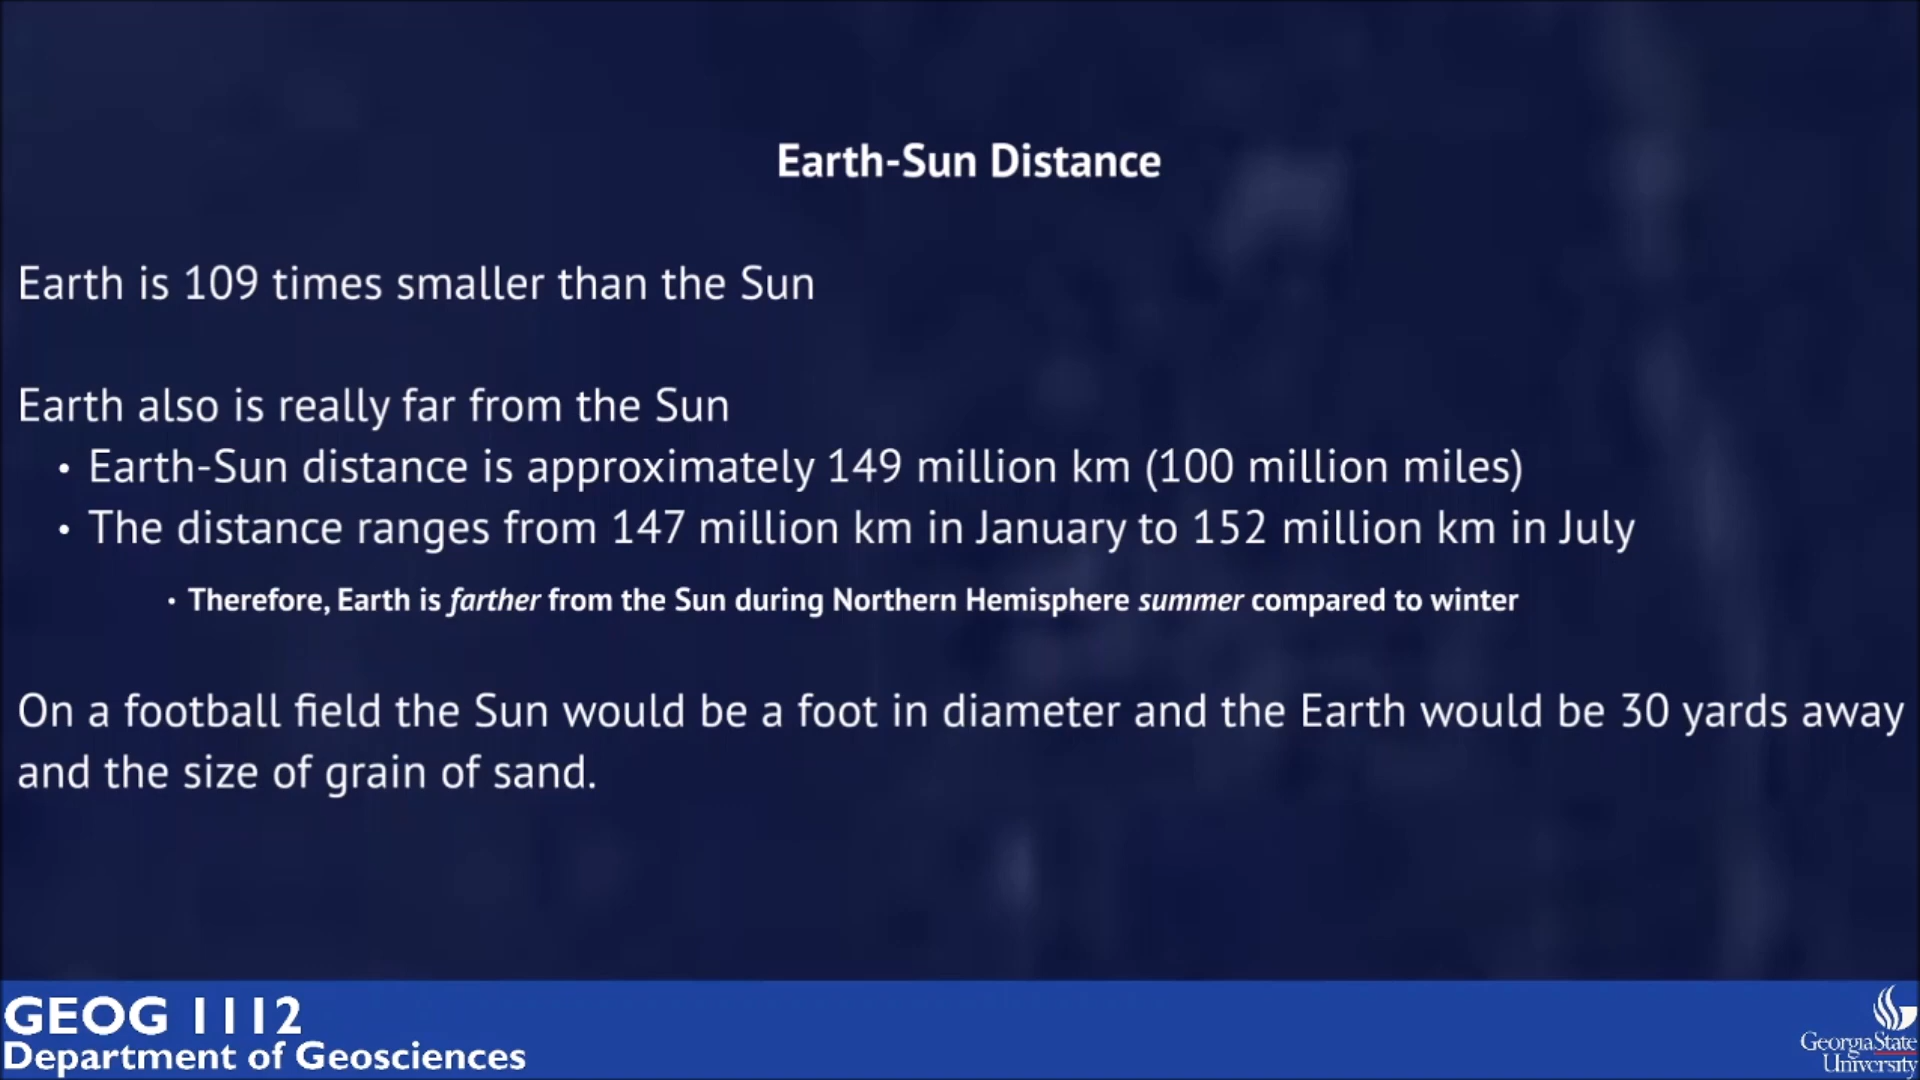 Earth-Sun Distance
Earth is 109 times smaller than the Sun
Earth also is really far from the Sun
• Earth-Sun distance is approximately 149 million km (100 million miles)
• The distance ranges from 147 million km in January to 152 million km in July
• Therefore, Earth is farther from the Sun during Northern Hemisphere summer compared to winter
On a football field the Sun would be a foot in diameter and the Earth would be 30 yards away
and the size of grain of sand.
GEOG 1112
Department of Geosciences
GeorgiaState
University